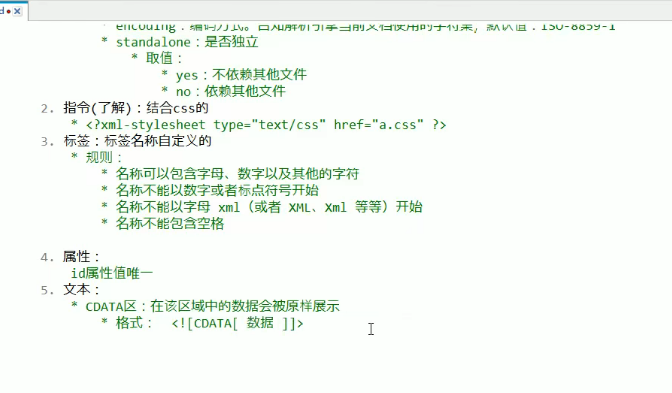 * encoding：编码方式。告知解析引擎当前文档使用的字符集，默认值：ISO-8859-1
* standalone：是否独立
* 取值：
* yes：不依赖其他文件
* no：依赖其他文件
2. 指令(了解)：结合css的
* <?xml-stylesheet type="text/css" href="a.css" ?>
3. 标签：标签名称自定义的
* 规则：
* 名称可以包含字母、数字以及其他的字符
* 名称不能以数字或者标点符号开始
* 名称不能以字母 xml（或者 XML、Xml 等等）开始
* 名称不能包含空格
4. 属性：
id属性值唯一
5. 文本：
* CDATA区：在该区域中的数据会被原样展示
* 格式： <![CDATA[ 数据 ]]>